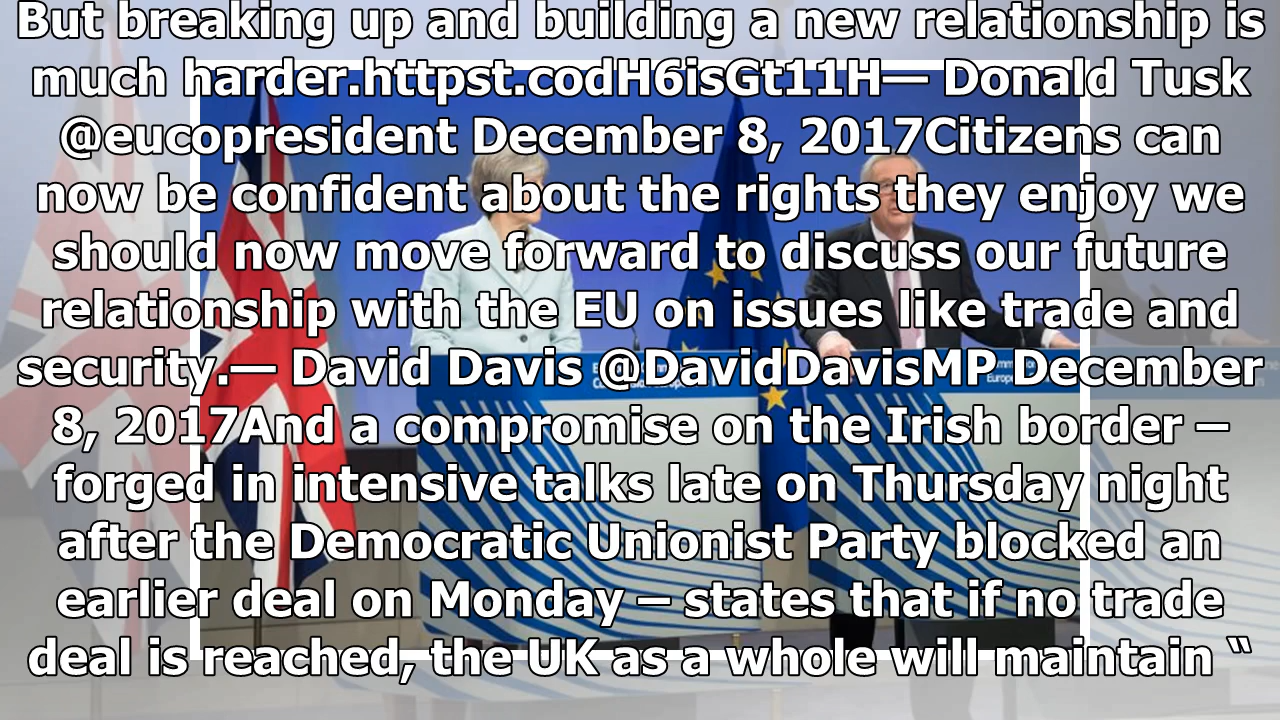 But breaking up and building a new relationship is
much harder.httpst.codH6isGt11H— Donald Tusk
@eucopresident December 8, 2017Citizens can
now be confident about the rights they enjoy we
should now move forward to discuss our future
relationship with the EU on issues like trade and
security.— David Davis @DavidDavisMP December
8, 2017And a compromise on the Irish border –
forged in intensive talks late on Thursday night
after the Democratic Unionist Party blocked an
earlier deal on Monday – states that if no trade
deal is reached, the UK as a whole will maintain “